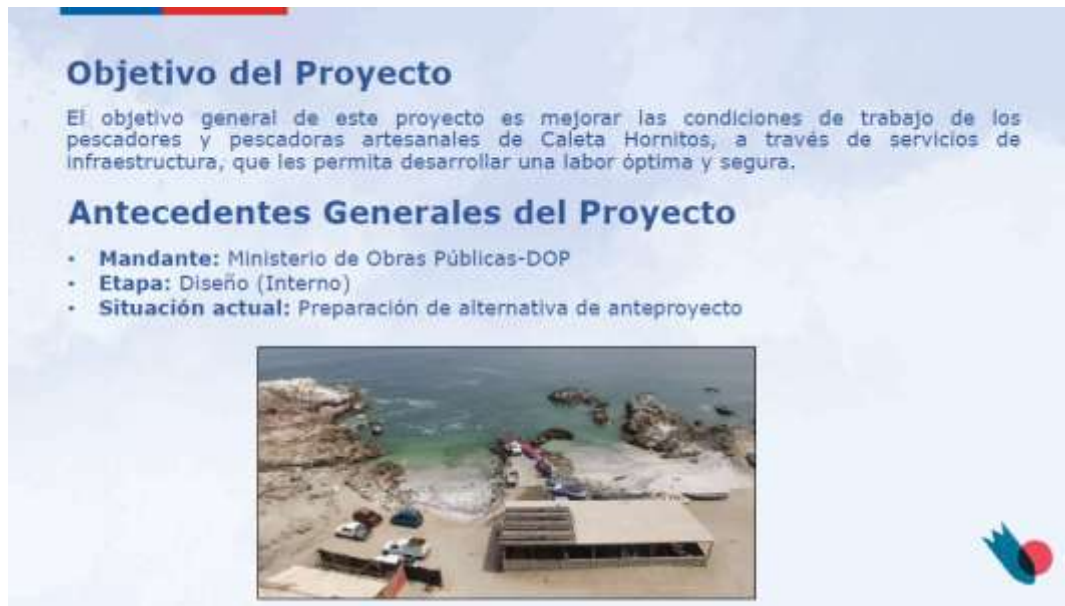 Objetivo del Proyecto
El objetivo general de este proyecto es mejorar las condiciones de trabajo de los
pescadores y pescadoras artesanales de Caleta Hornitos, a través de servicios de
infraestructura, que les permita desarrollar una labor óptima y segura.
Antecedentes Generales del Proyecto
• Mandante: Ministerio de Obras Públicas-DOP
• Etapa: Diseño (Interno)
• Situación actual: Preparación de alternativa de anteproyecto